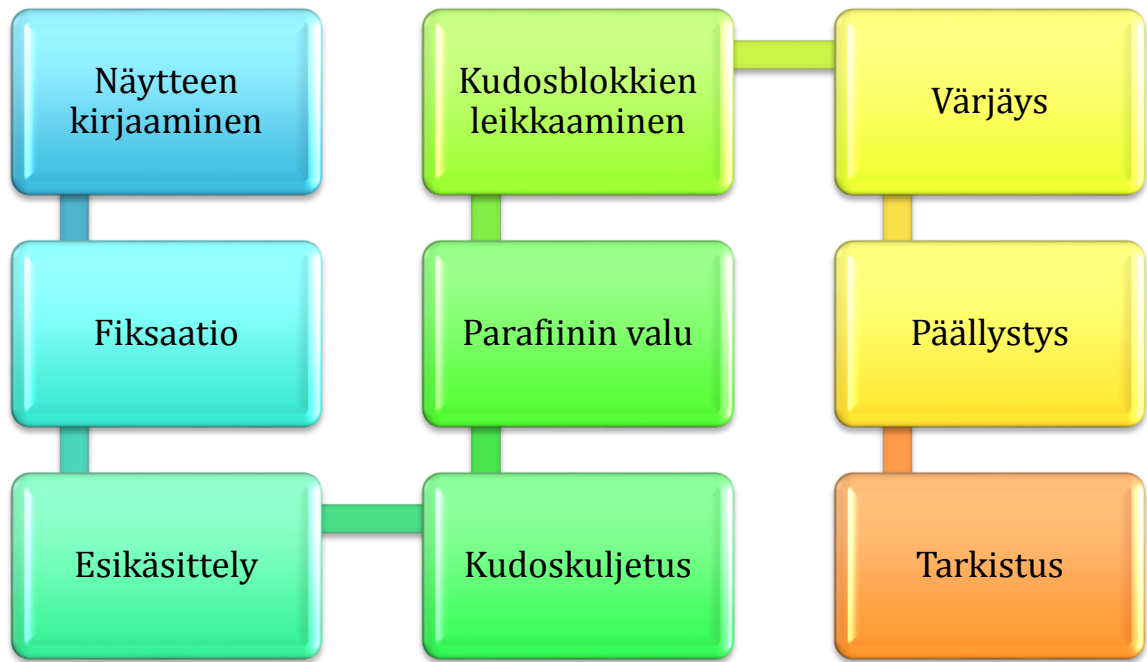 Näytteen
kirjaaminen
Fiksaatio
Esikäsittely
Kudoskuljetus
Parafiinin valu
Kudosblokkien
leikkaaminen
Värjäys
Päällystys
Tarkistus